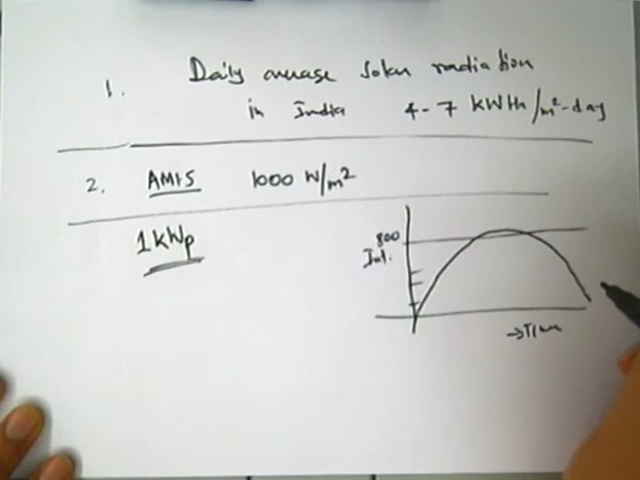 1. Daily average solar radiation
in India 4-7 KWHr/m²-day
2. AM1.5 1000 W/m²
1 KWp
800
Int.
→Time